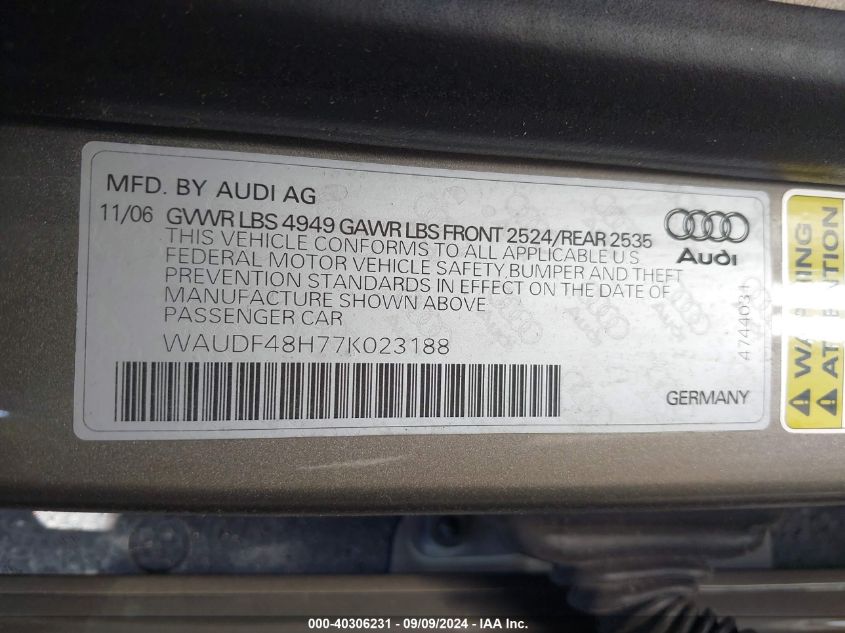 MFD. BY AUDI AG
11/06 GVWR LBS 4949 GAWR LBS FRONT 2524/REAR 2535
THIS VEHICLE CONFORMS TO ALL APPLICABLE U.S
FEDERAL MOTOR VEHICLE SAFETY, BUMPER AND THEFT
PREVENTION STANDARDS IN EFFECT ON THE DATE OF
MANUFACTURE SHOWN ABOVE
PASSENGER CAR
WAUDF48H77K023188
Audi
4744031
GERMANY
WARNING
ATTENTION
000-40306231 - 09/09/2024 - IAA Inc.